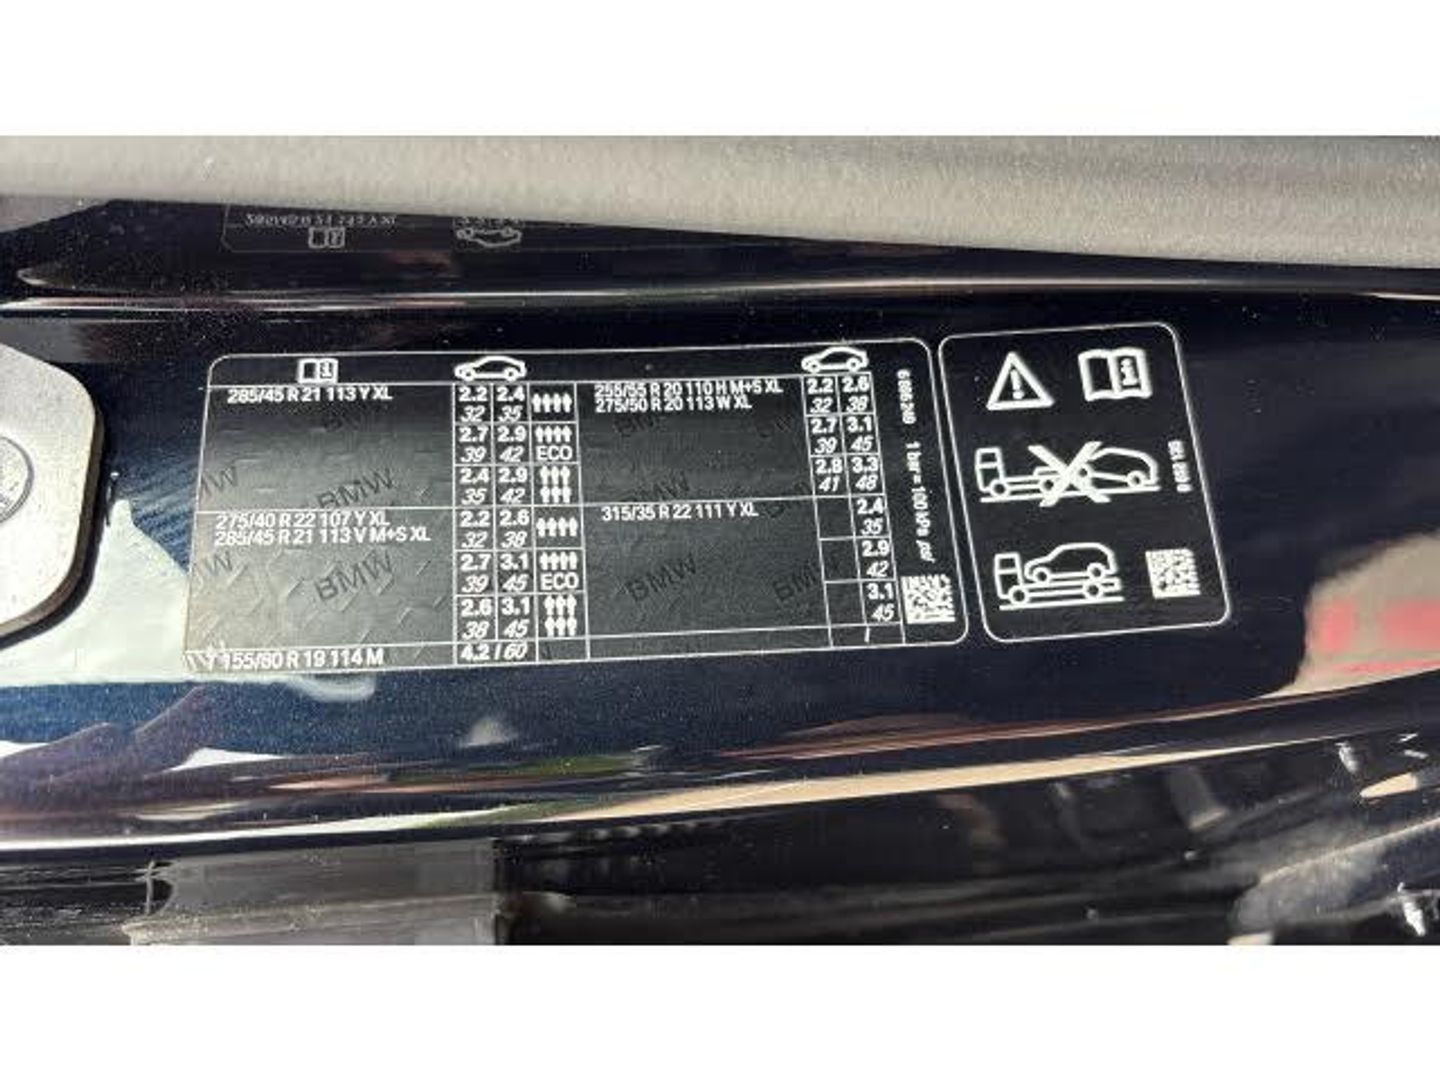 285/45 R 21 113 Y XL
2.2 2.4
32 35
2.7 2.9
39 42 ECO
2.4 2.9
35 42
275/40 R 22 107 Y XL
285/45 R 21 113 V M+S XL
2.2 2.6
32 38
2.7 3.1
39 45 ECO
2.6 3.1
38 45
T 155/80 R 19 114 M
4.2 / 60
255/55 R 20 110 H M+S XL
275/50 R 20 113 W XL
2.2 2.6
32 38
2.7 3.1
39 45
2.8 3.3
41 48
315/35 R 22 111 Y XL
2.4
35
2.9
42
3.1
45
/
1 bar = 100 kPa psi
BMW
BMW
BMW
BMW